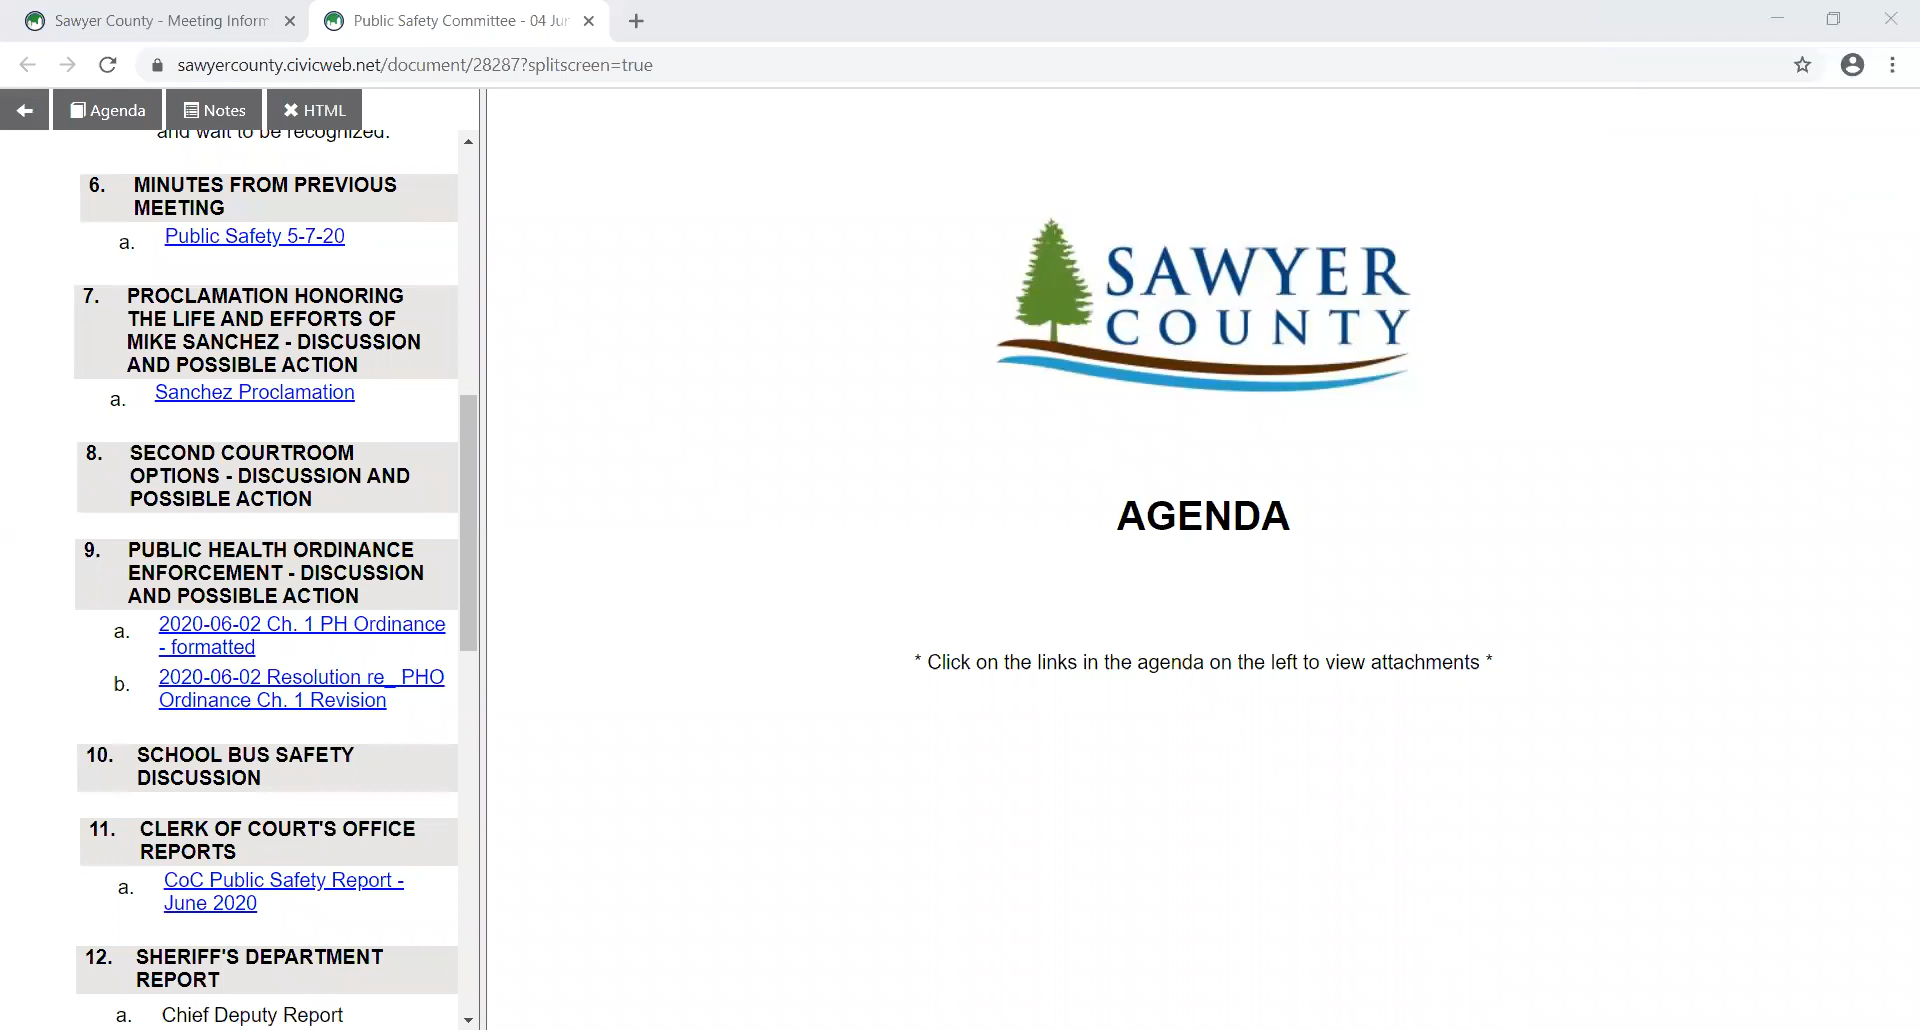 Sawyer County - Meeting Inform
Public Safety Committee - 04 Jun
sawyercounty.civicweb.net/document/28287?splitscreen=true
Agenda
Notes
HTML
and wait to be recognized.
6. MINUTES FROM PREVIOUS
MEETING
a. Public Safety 5-7-20
7. PROCLAMATION HONORING
THE LIFE AND EFFORTS OF
MIKE SANCHEZ - DISCUSSION
AND POSSIBLE ACTION
a. Sanchez Proclamation
8. SECOND COURTROOM
OPTIONS - DISCUSSION AND
POSSIBLE ACTION
9. PUBLIC HEALTH ORDINANCE
ENFORCEMENT - DISCUSSION
AND POSSIBLE ACTION
a. 2020-06-02 Ch. 1 PH Ordinance
- formatted
b. 2020-06-02 Resolution re_ PHO
Ordinance Ch. 1 Revision
10. SCHOOL BUS SAFETY
DISCUSSION
11. CLERK OF COURT'S OFFICE
REPORTS
a. CoC Public Safety Report -
June 2020
12. SHERIFF'S DEPARTMENT
REPORT
a. Chief Deputy Report
SAWYER
COUNTY
AGENDA
* Click on the links in the agenda on the left to view attachments *